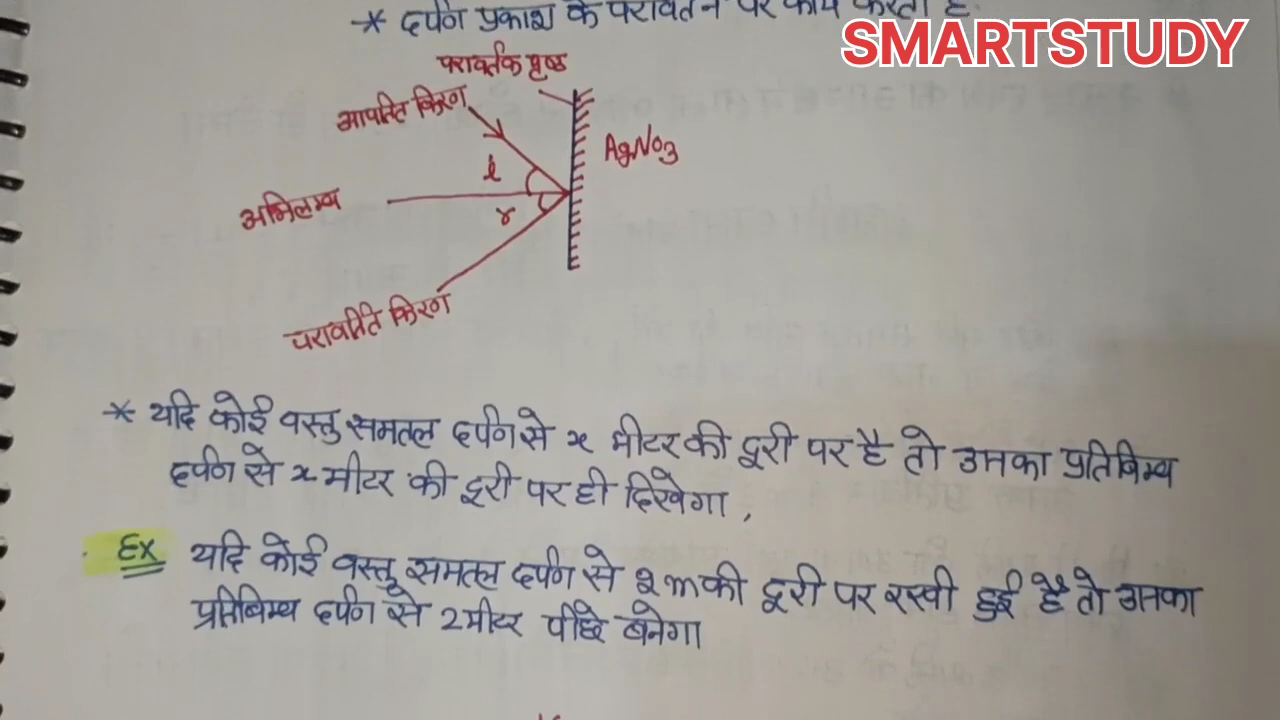 * दर्पण प्रकाश के परावर्तन पर कार्य करता है
SMARTSTUDY
परावर्तक पृष्ठ
आपतित किरण
AgNO3
i
अभिलम्ब
r
परावर्तित किरण
* यदि कोई वस्तु समतल दर्पण से x मीटर की दूरी पर है तो उसका प्रतिबिम्ब
दर्पण से x मीटर की दूरी पर ही दिखेगा,
Ex यदि कोई वस्तु समतल दर्पण से 2 m की दूरी पर रखी हुई है तो उसका
प्रतिबिम्ब दर्पण से 2 मीटर पीछे बनेगा